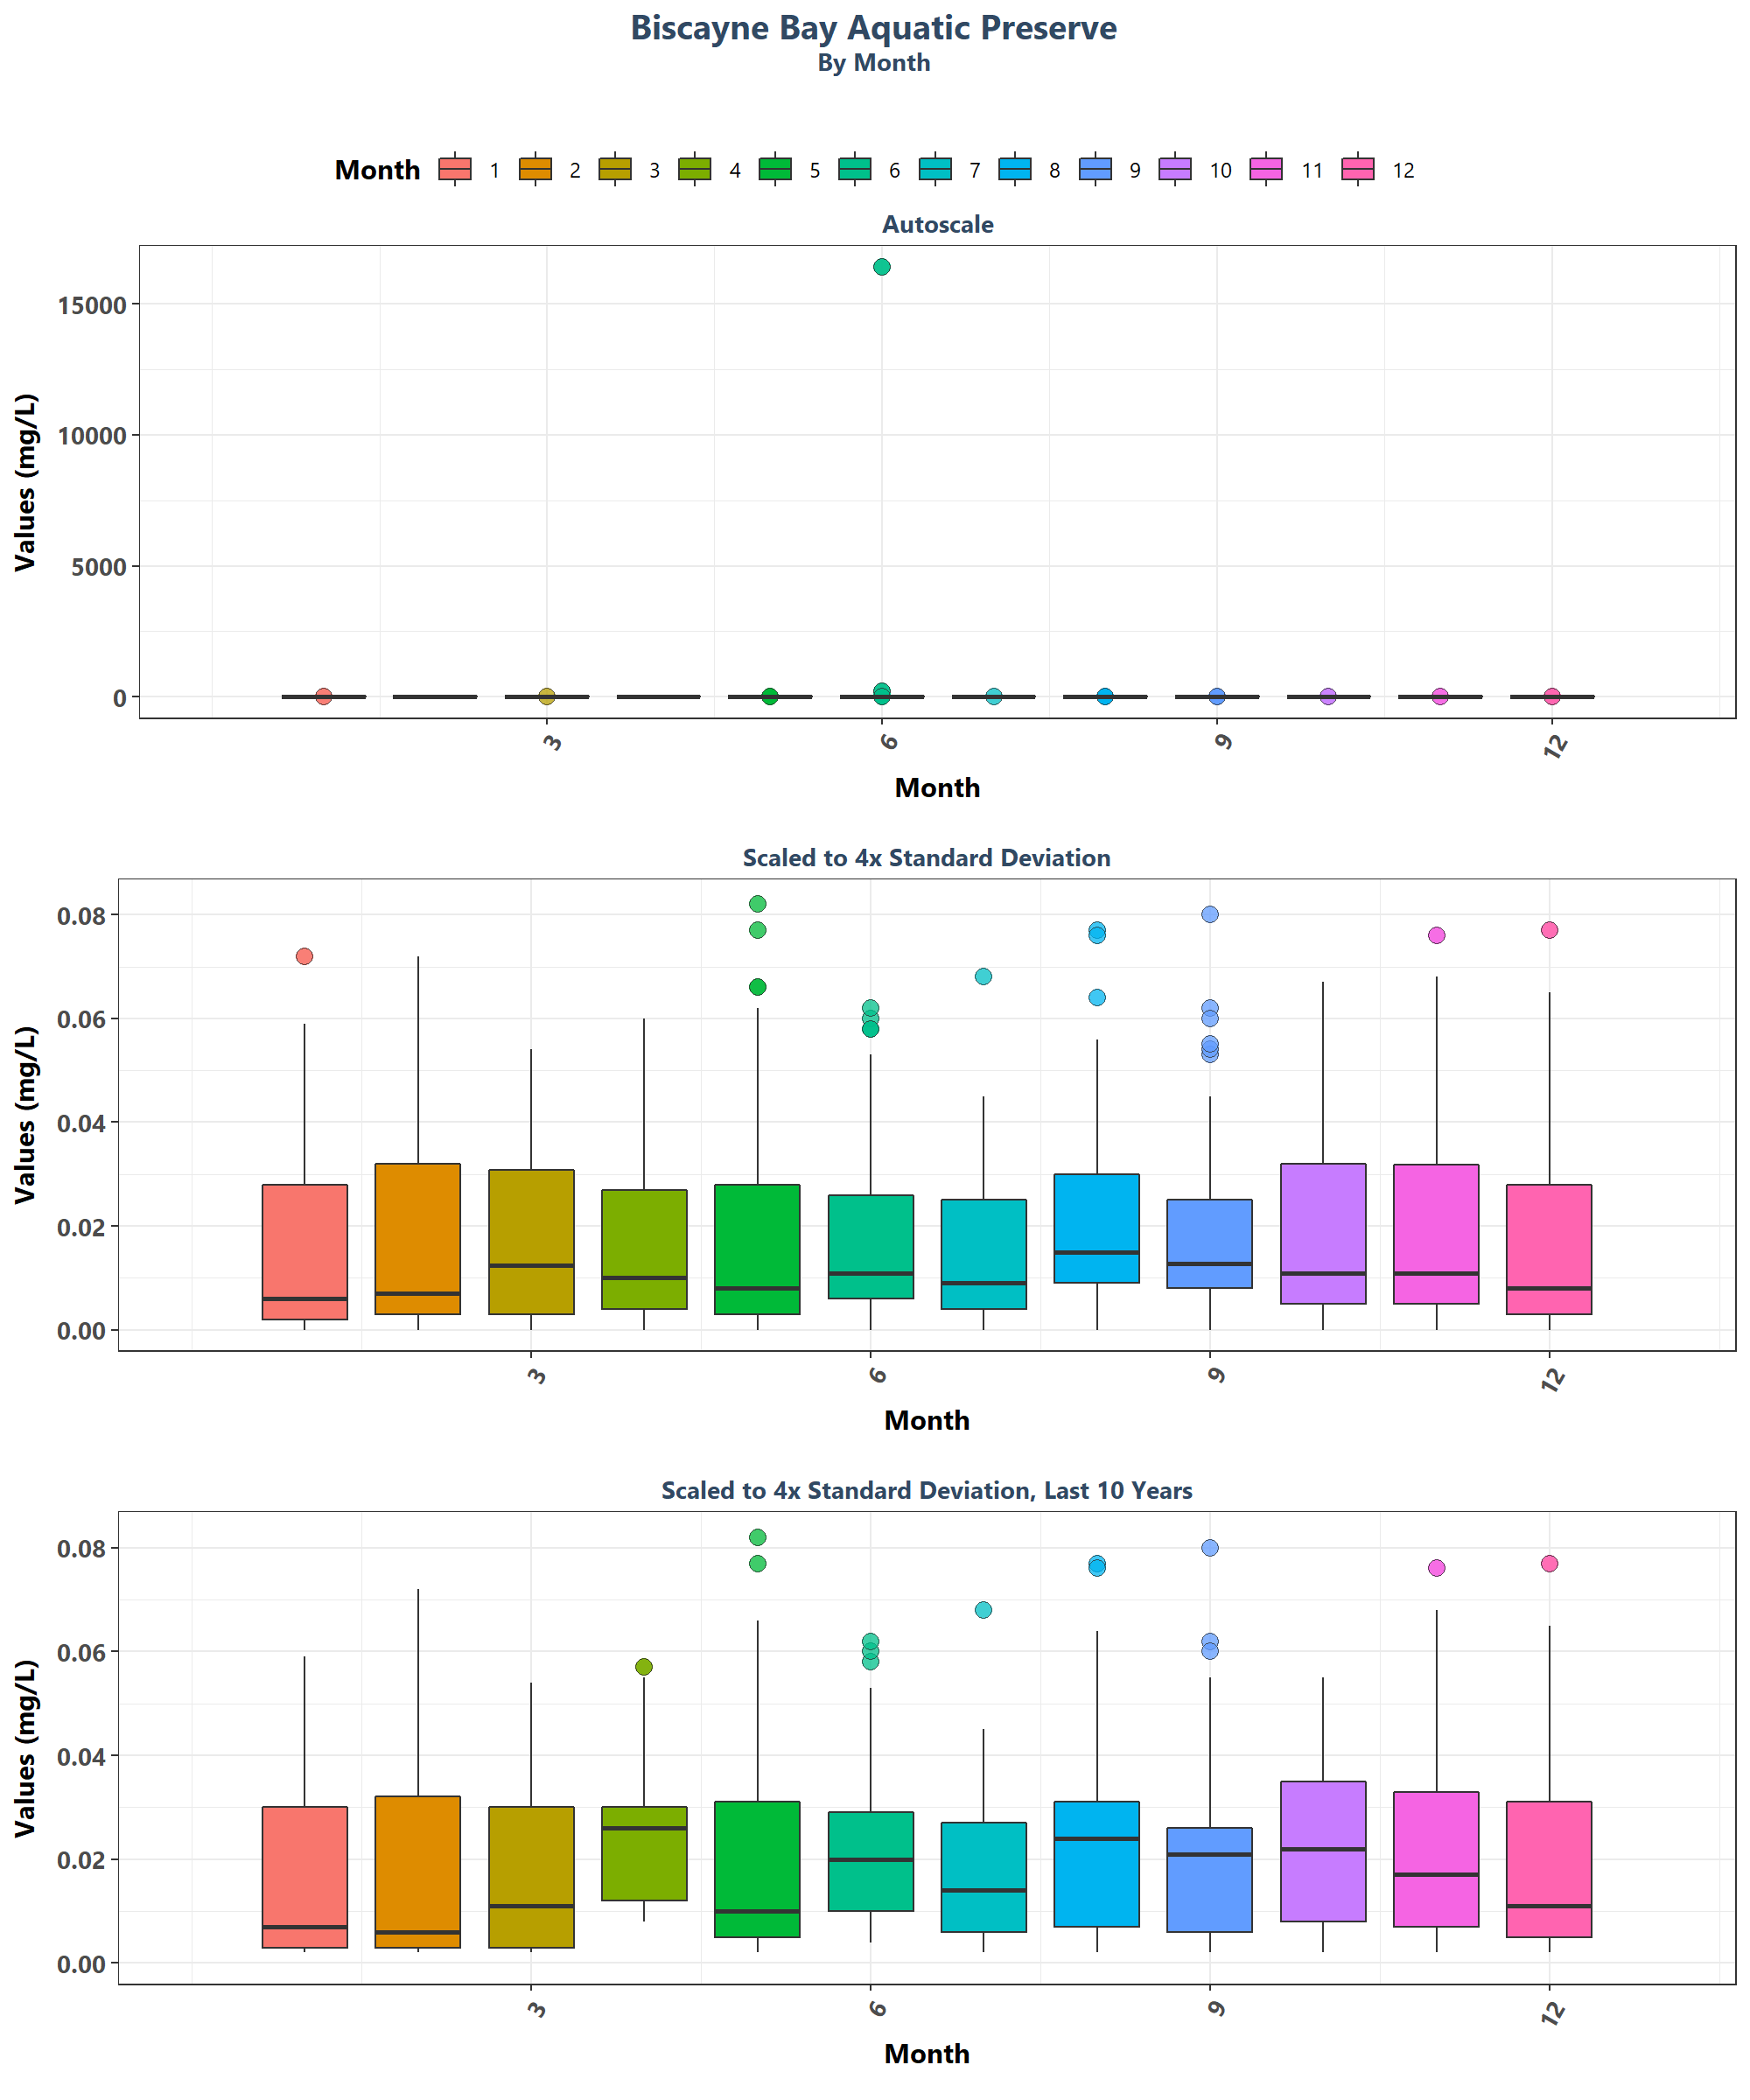 Biscayne Bay Aquatic Preserve
By Month
Month 1 2 3 4 5 6 7 8 9 10 11 12
Autoscale
Values (mg/L)
15000
10000
5000
0
3 6 9 12
Month
Scaled to 4x Standard Deviation
Values (mg/L)
0.08
0.06
0.04
0.02
0.00
3 6 9 12
Month
Scaled to 4x Standard Deviation, Last 10 Years
Values (mg/L)
0.08
0.06
0.04
0.02
0.00
3 6 9 12
Month